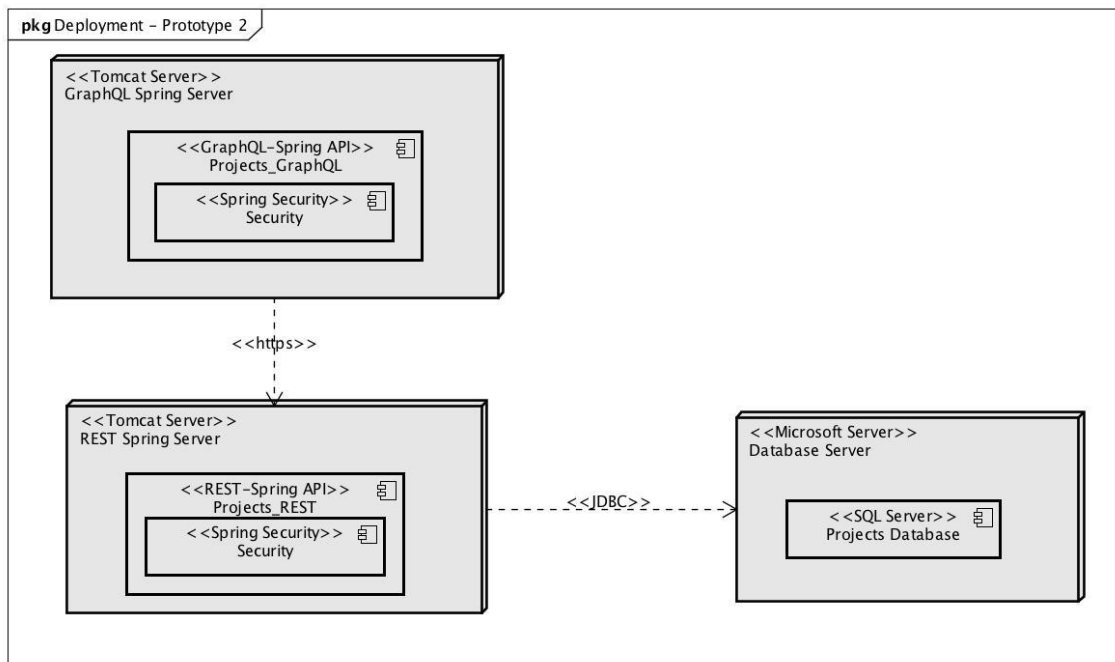 pkg Deployment - Prototype 2
<<Tomcat Server>>
GraphQL Spring Server
<<GraphQL-Spring API>>
Projects_GraphQL
<<Spring Security>>
Security
<<https>>
<<Tomcat Server>>
REST Spring Server
<<REST-Spring API>>
Projects_REST
<<Spring Security>>
Security
<<JDBC>>
<<Microsoft Server>>
Database Server
<<SQL Server>>
Projects Database